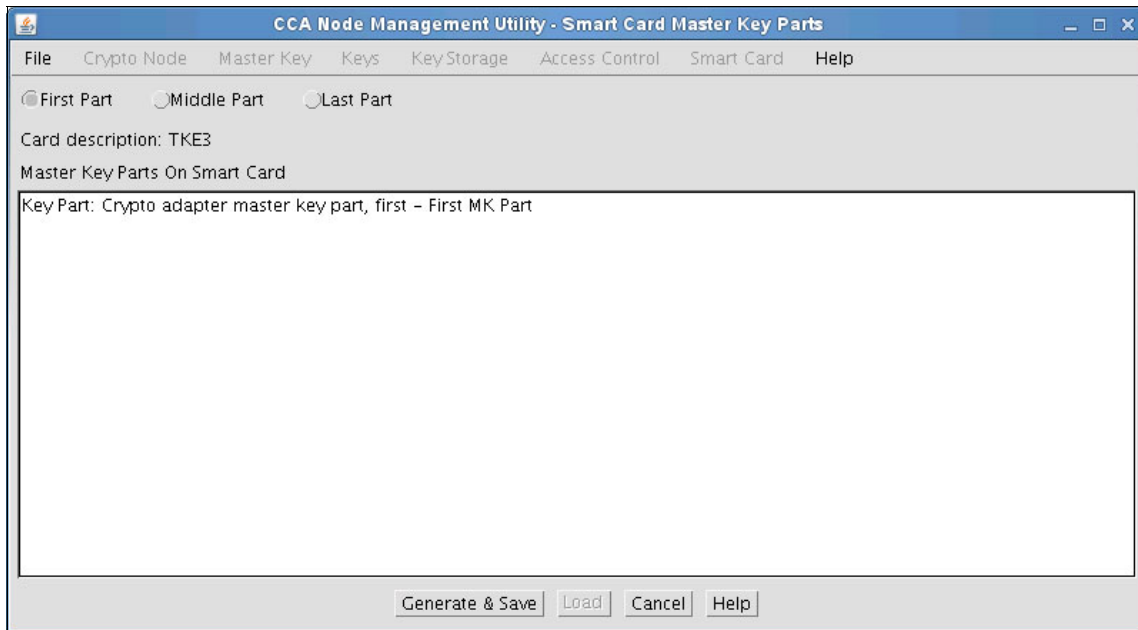 CCA Node Management Utility - Smart Card Master Key Parts
File Crypto Node Master Key Keys Key Storage Access Control Smart Card Help
First Part Middle Part Last Part
Card description: TKE3
Master Key Parts On Smart Card
Key Part: Crypto adapter master key part, first – First MK Part
Generate & Save Load Cancel Help